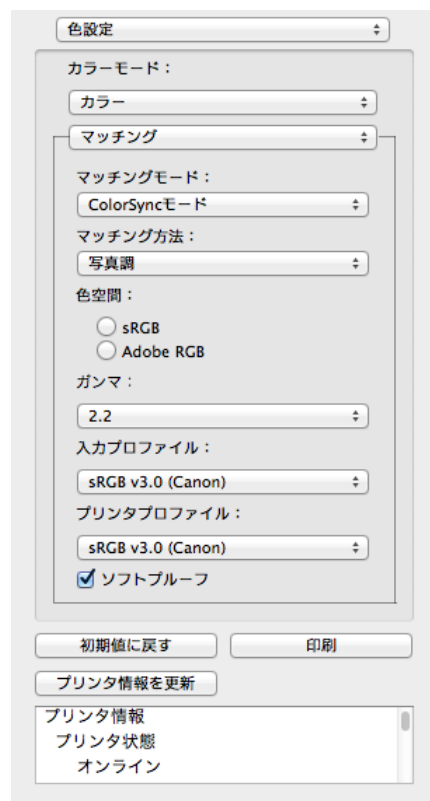 色設定
カラーモード：
カラー
マッチング
マッチングモード：
ColorSyncモード
マッチング方法：
写真調
色空間：
sRGB
Adobe RGB
ガンマ：
2.2
入力プロファイル：
sRGB v3.0 (Canon)
プリンタプロファイル：
sRGB v3.0 (Canon)
ソフトプルーフ
初期値に戻す
印刷
プリンタ情報を更新
プリンタ情報
プリンタ状態
オンライン